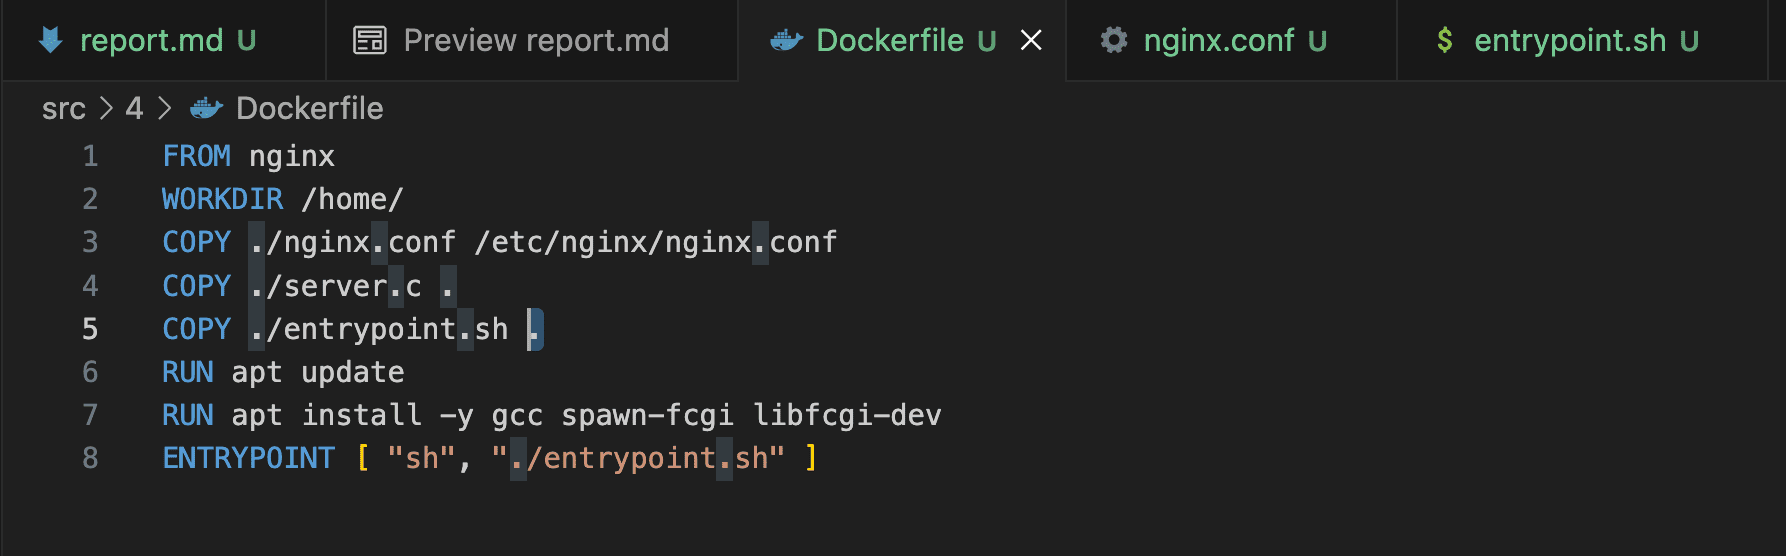 report.md U Preview report.md Dockerfile U nginx.conf U entrypoint.sh U
src > 4 > Dockerfile
1 FROM nginx
2 WORKDIR /home/
3 COPY ./nginx.conf /etc/nginx/nginx.conf
4 COPY ./server.c .
5 COPY ./entrypoint.sh .
6 RUN apt update
7 RUN apt install -y gcc spawn-fcgi libfcgi-dev
8 ENTRYPOINT [ "sh", "./entrypoint.sh" ]